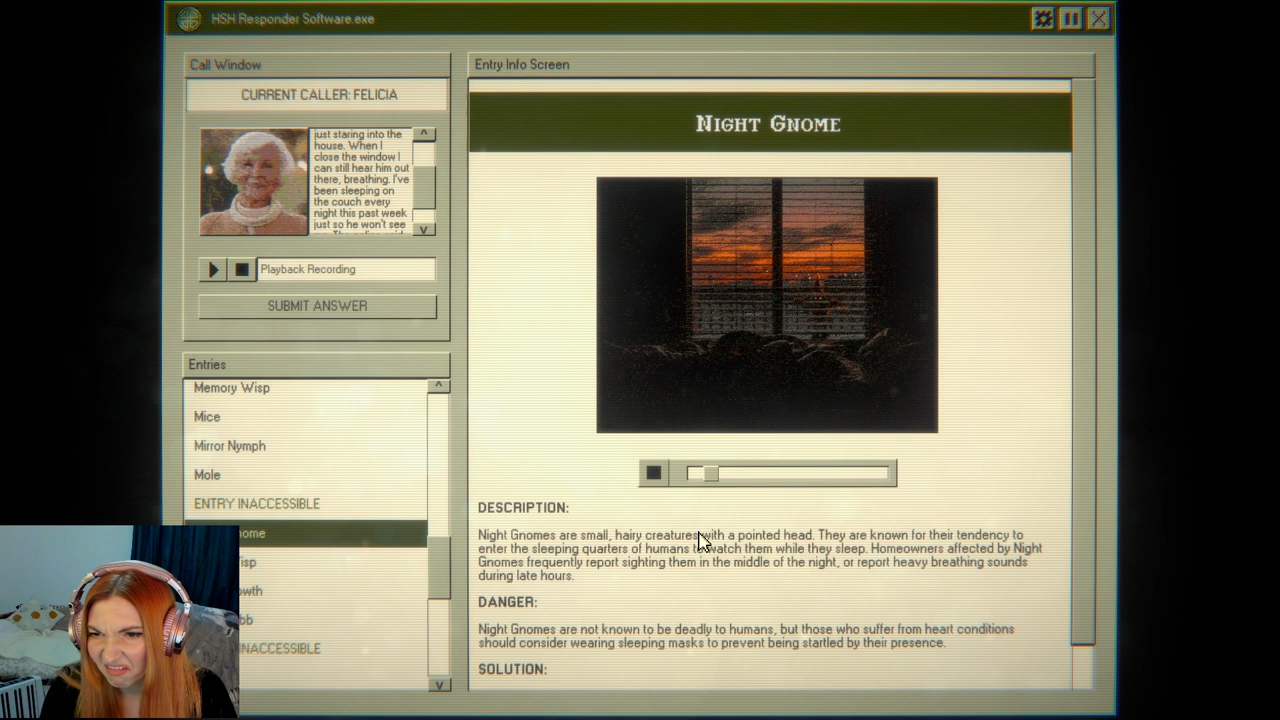 HSH Responder Software.exe
Call Window
CURRENT CALLER: FELICIA
just staring into the
house. When I
close the window I
can still hear him out
there, breathing. I've
been sleeping on
the couch every
night this past week
just so he won't see
Playback Recording
SUBMIT ANSWER
Entries
Memory Wisp
Mice
Mirror Nymph
Mole
ENTRY INACCESSIBLE
Entry Info Screen
NIGHT GNOME
DESCRIPTION:
Night Gnomes are small, hairy creatures with a pointed head. They are known for their tendency to
enter the sleeping quarters of humans watch them while they sleep. Homeowners affected by Night
Gnomes frequently report sighting them in the middle of the night, or report heavy breathing sounds
during late hours.
DANGER:
Night Gnomes are not known to be deadly to humans, but those who suffer from heart conditions
should consider wearing sleeping masks to prevent being startled by their presence.
SOLUTION: